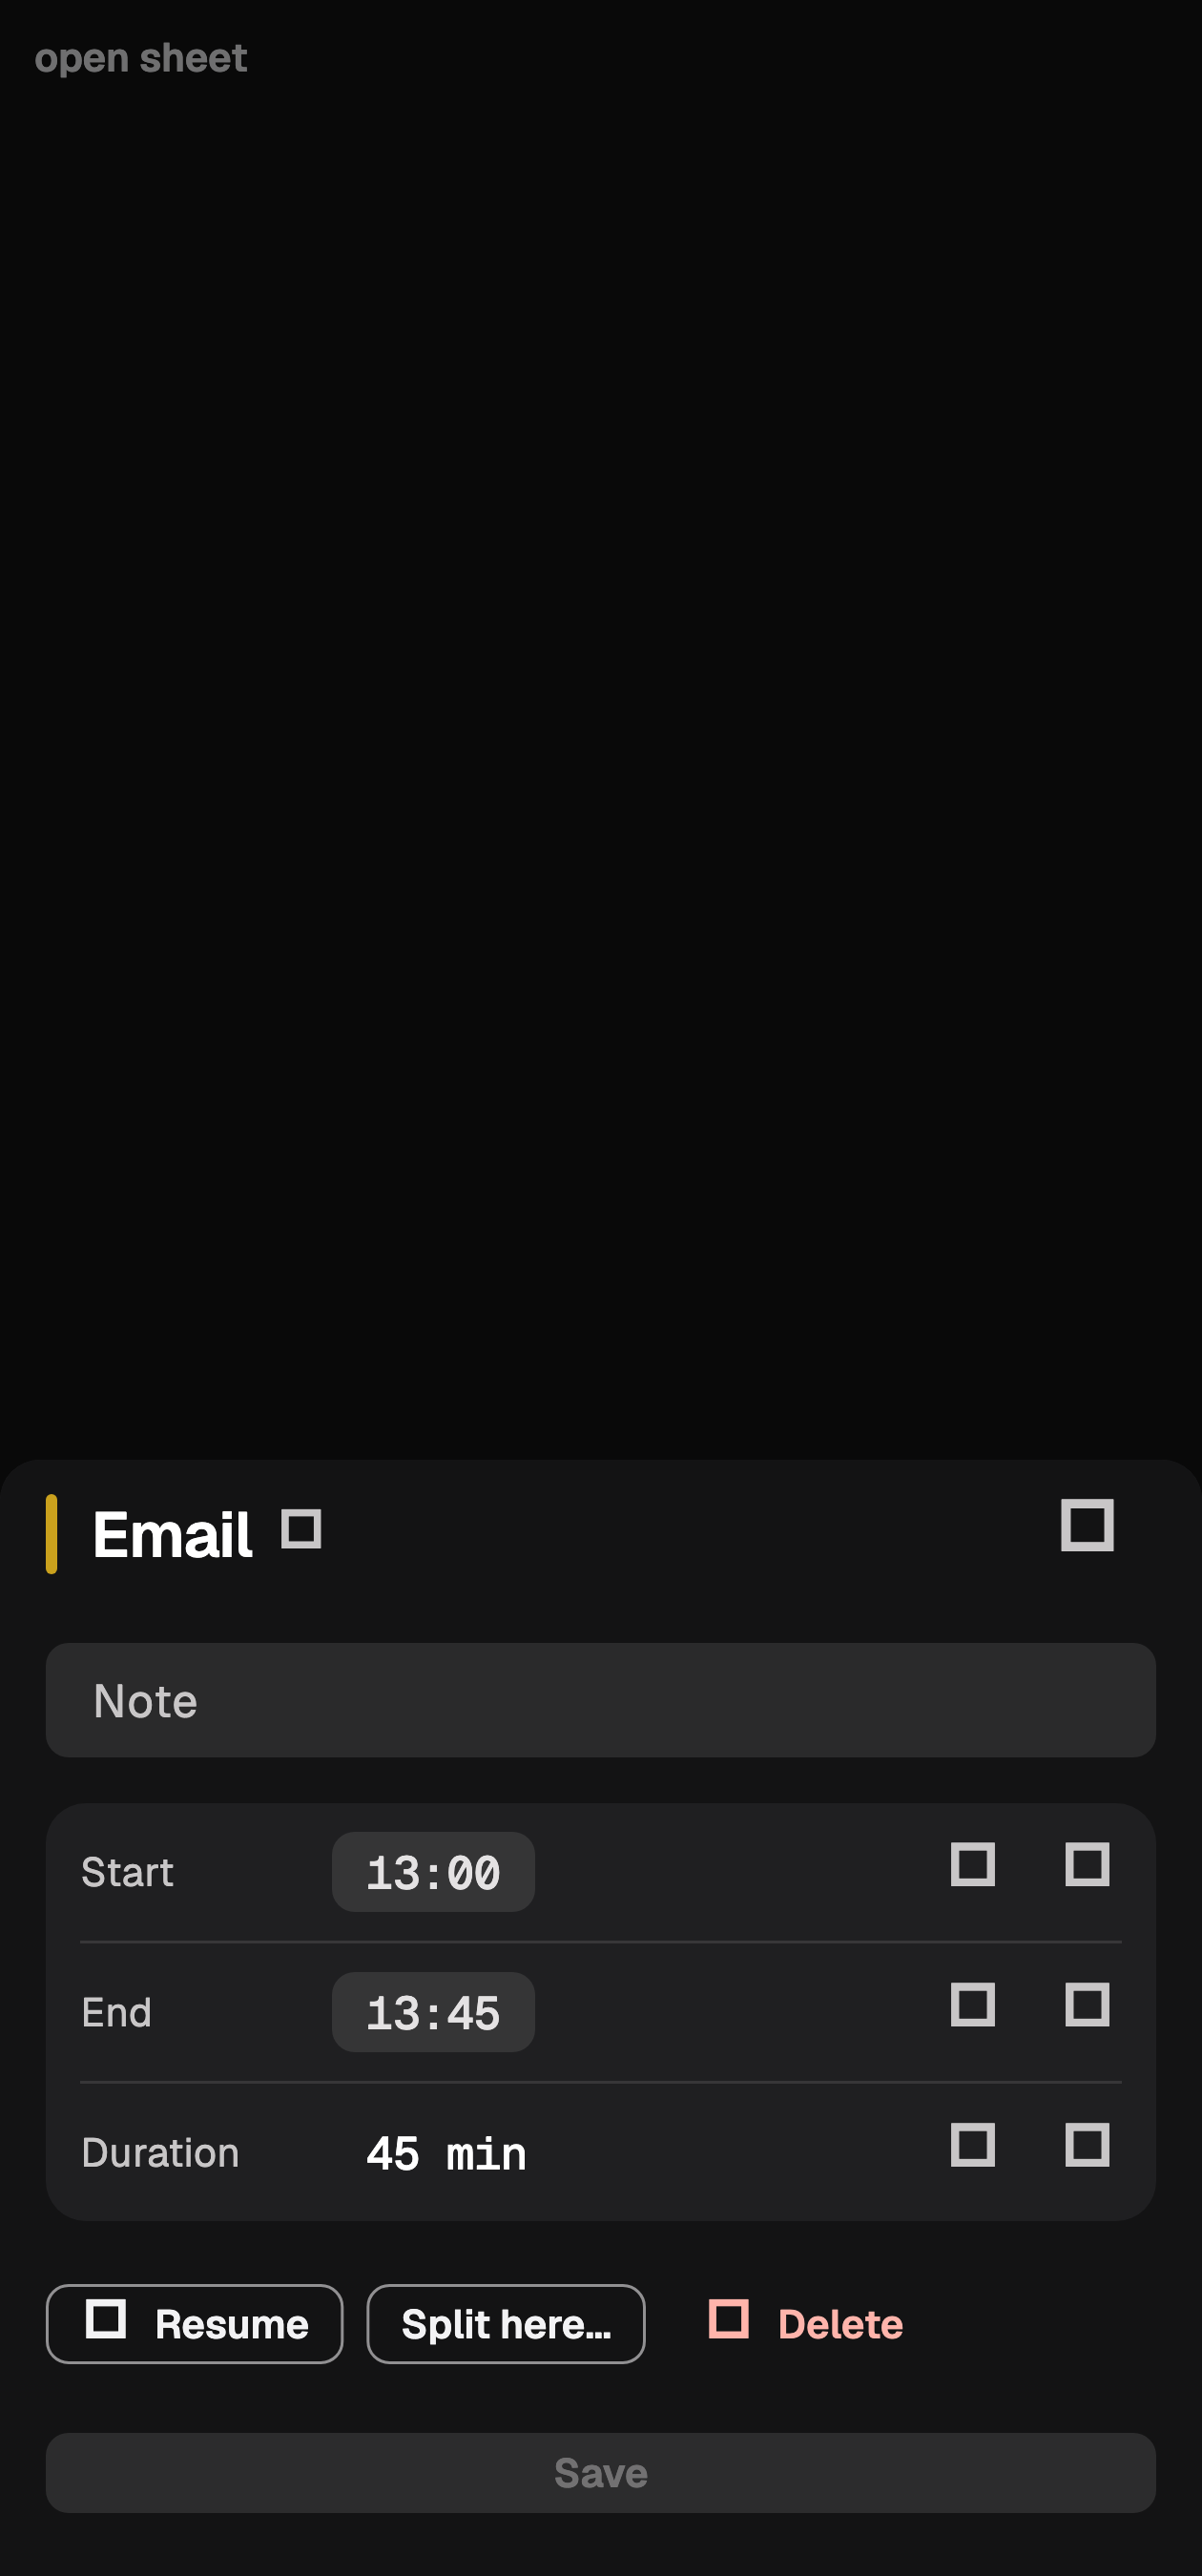 open sheet
Email
Note
Start 13:00
End 13:45
Duration 45 min
Resume Split here... Delete
Save